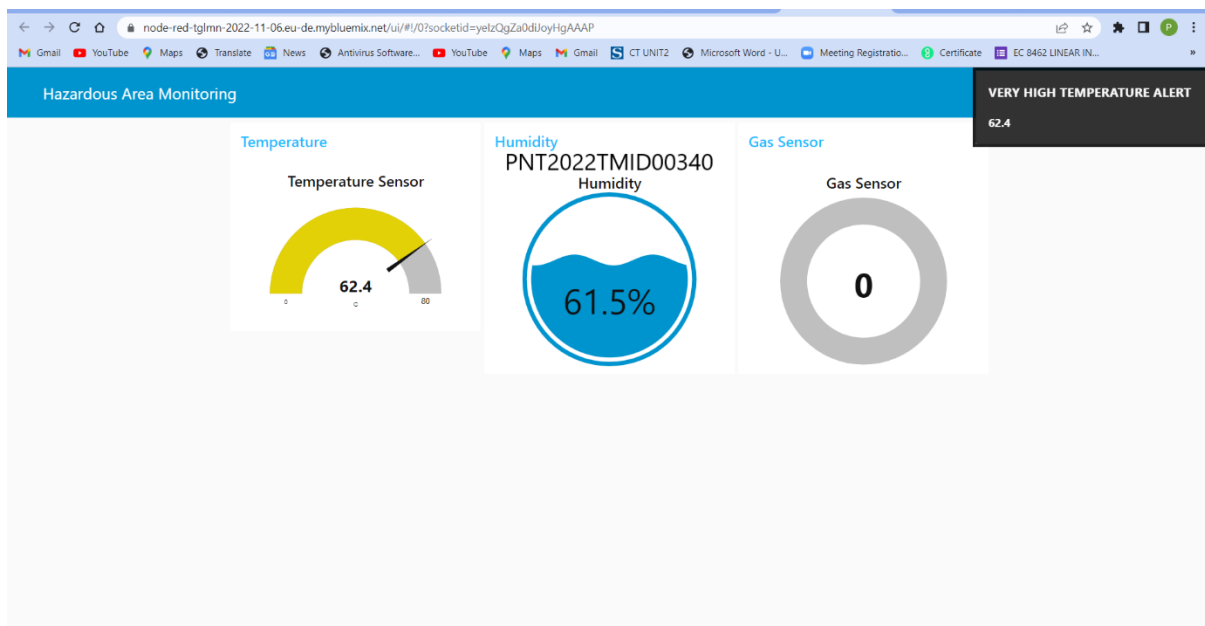 node-red-tglmn-2022-11-06.eu-de.mybluemix.net/ui/#!/0?socketid=yeIzQgZa0diJoyHgAAAP
P
Gmail YouTube Maps Translate News Antivirus Software... YouTube Maps Gmail CT UNIT2 Microsoft Word - U... Meeting Registratio... Certificate EC 8462 LINEAR IN... »
Hazardous Area Monitoring
VERY HIGH TEMPERATURE ALERT
62.4
Temperature
Temperature Sensor
62.4
0 C 80
Humidity
PNT2022TMID00340
Humidity
61.5%
Gas Sensor
Gas Sensor
0